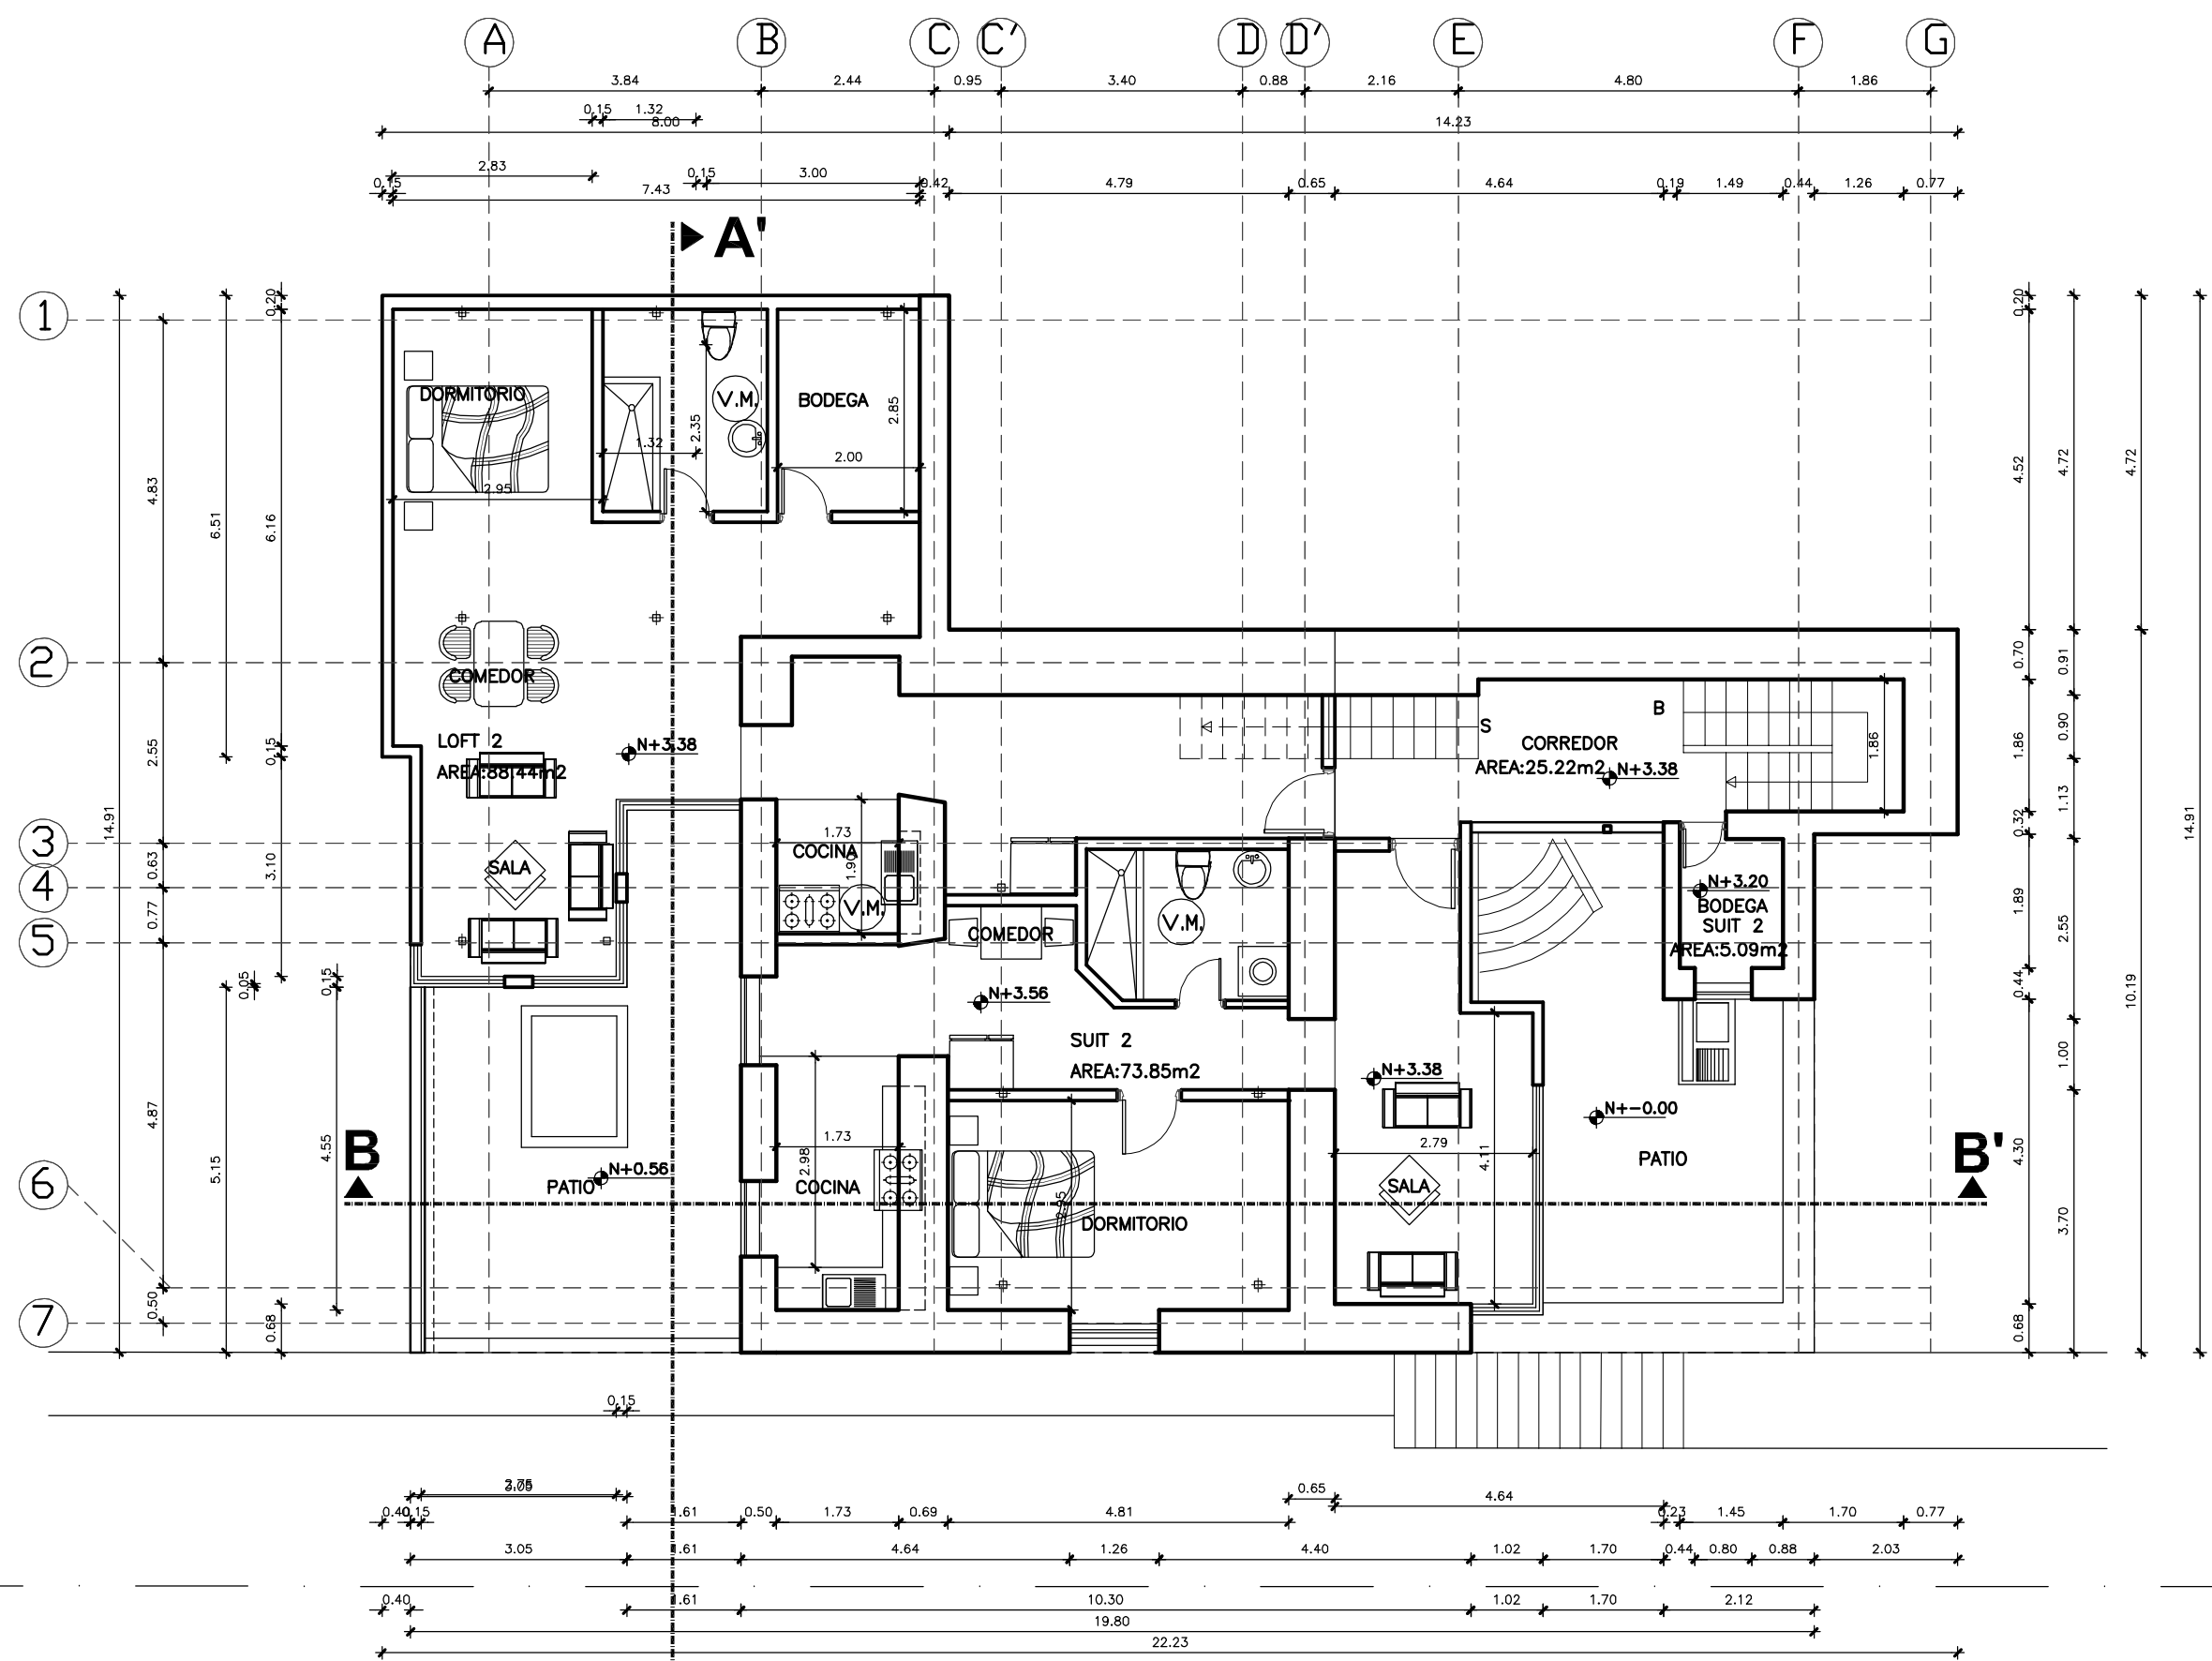 A B C C' D D' E F G
3.84 2.44 0.95 3.40 0.88 2.16 4.80 1.86
0.15 1.32
8.00 14.23
2.83 0.15 3.00
0.15 7.43 0.42 4.79 0.65 4.64 0.19 1.49 0.44 1.26 0.77
A'
1
2
3
4
5
6
7
14.91
4.83
2.55
0.63
0.77
4.87
0.50
6.51
0.05
5.15
0.20
6.16
0.15
3.10
0.68
0.15
4.55
DORMITORIO
2.95
1.32
2.35
V.M.
BODEGA
2.85
2.00
COMEDOR
LOFT 2
AREA:88.44m2
N+3.38
SALA
1.73
COCINA
1.90
V.M.
COMEDOR
V.M.
N+3.56
SUIT 2
AREA:73.85m2
S
B
CORREDOR
AREA:25.22m2
N+3.38
1.86
N+3.20
BODEGA
SUIT 2
AREA:5.09m2
N+3.38
N+-0.00
2.79
4.11
PATIO
SALA
B
B'
N+0.56
PATIO
1.73
2.98
COCINA
DORMITORIO
0.20
4.52
0.70
1.86
0.32
1.89
0.44
4.30
0.68
4.72
0.91
0.90
1.13
2.55
1.00
3.70
4.72
10.19
14.91
0.15
0.65
4.64
0.40 0.15 1.61 0.50 1.73 0.69 4.81 0.23 1.45 1.70 0.77
3.05 1.61 4.64 1.26 4.40 1.02 1.70 0.44 0.80 0.88 2.03
0.40 1.61 10.30 1.02 1.70 2.12
19.80
22.23